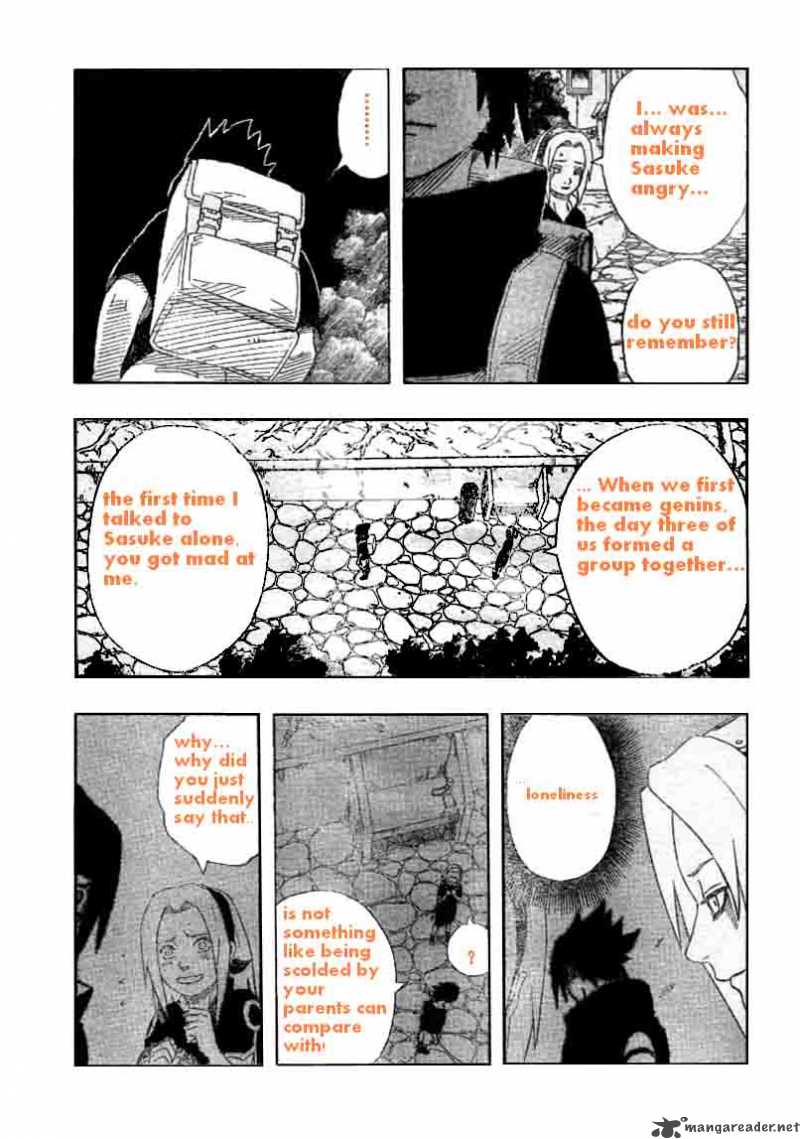 I... was...
always
making
Sasuke
angry...
do you still
remember?
.........
... When we first
became genins,
the day three of
us formed a
group together...
the first time I
talked to
Sasuke alone,
you got mad at
me.
...
loneliness
is not
something
like being
scolded by
your
parents can
compare
with!
?
why...
why did
you just
suddenly
say that..
mangareader.net